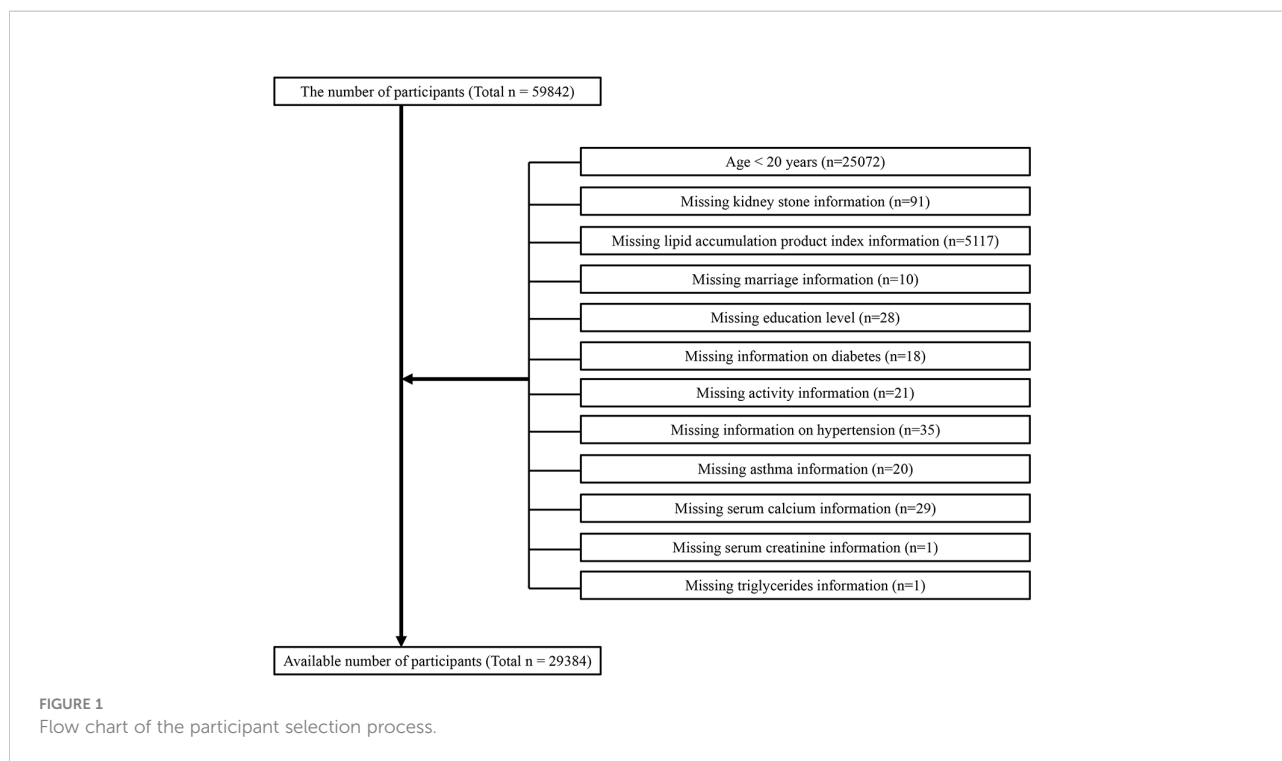 The number of participants (Total n = 59842)
Age < 20 years (n=25072)
Missing kidney stone information (n=91)
Missing lipid accumulation product index information (n=5117)
Missing marriage information (n=10)
Missing education level (n=28)
Missing information on diabetes (n=18)
Missing activity information (n=21)
Missing information on hypertension (n=35)
Missing asthma information (n=20)
Missing serum calcium information (n=29)
Missing serum creatinine information (n=1)
Missing triglycerides information (n=1)
Available number of participants (Total n = 29384)
FIGURE 1
Flow chart of the participant selection process.